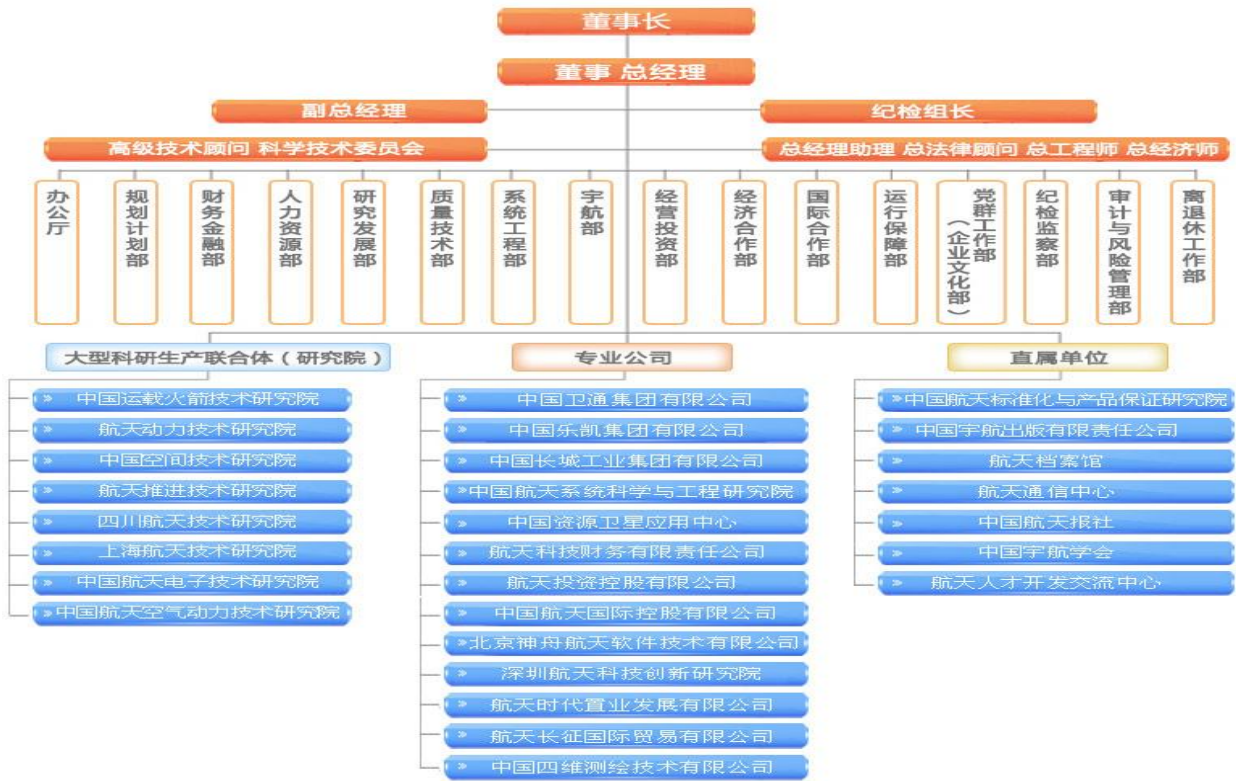 董事长
董事 总经理
副总经理
纪检组长
高级技术顾问 科学技术委员会
总经理助理 总法律顾问 总工程师 总经济师
办公厅
规划计划部
财务金融部
人力资源部
研究发展部
质量技术部
系统工程部
宇航部
经营投资部
经济合作部
国际合作部
运行保障部
党群工作部
（企业文化部）
纪检监察部
审计与风险管理部
离退休工作部
大型科研生产联合体（研究院）
专业公司
直属单位
» 中国运载火箭技术研究院
» 航天动力技术研究院
» 中国空间技术研究院
» 航天推进技术研究院
» 四川航天技术研究院
» 上海航天技术研究院
» 中国航天电子技术研究院
» 中国航天空气动力技术研究院
» 中国卫通集团有限公司
» 中国乐凯集团有限公司
» 中国长城工业集团有限公司
» 中国航天系统科学与工程研究院
» 中国资源卫星应用中心
» 航天科技财务有限责任公司
» 航天投资控股有限公司
» 中国航天国际控股有限公司
» 北京神舟航天软件技术有限公司
» 深圳航天科技创新研究院
» 航天时代置业发展有限公司
» 航天长征国际贸易有限公司
» 中国四维测绘技术有限公司
» 中国航天标准化与产品保证研究院
» 中国宇航出版有限责任公司
» 航天档案馆
» 航天通信中心
» 中国航天报社
» 中国宇航学会
» 航天人才开发交流中心